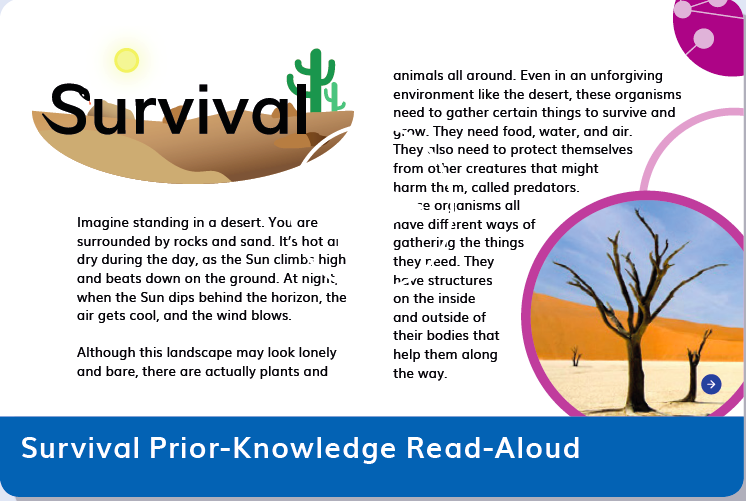 Survival
Imagine standing in a desert. You are
surrounded by rocks and sand. It's hot
dry during the day, as the Sun climbs high
and beats down on the ground. At night,
when the Sun dips behind the horizon, the
air gets cool, and the wind blows.
Although this landscape may look lonely
and bare, there are actually plants and
animals all around. Even in an unforgiving
environment like the desert, these organisms
need to gather certain things to survive and
grow. They need food, water, and air.
They also need to protect themselves
from other creatures that might
harm them, called predators.
organisms all
have different ways of
gathering the things
they need. They
have structures
on the inside
and outside of
their bodies that
help them along
the way.
Survival Prior-Knowledge Read-Aloud